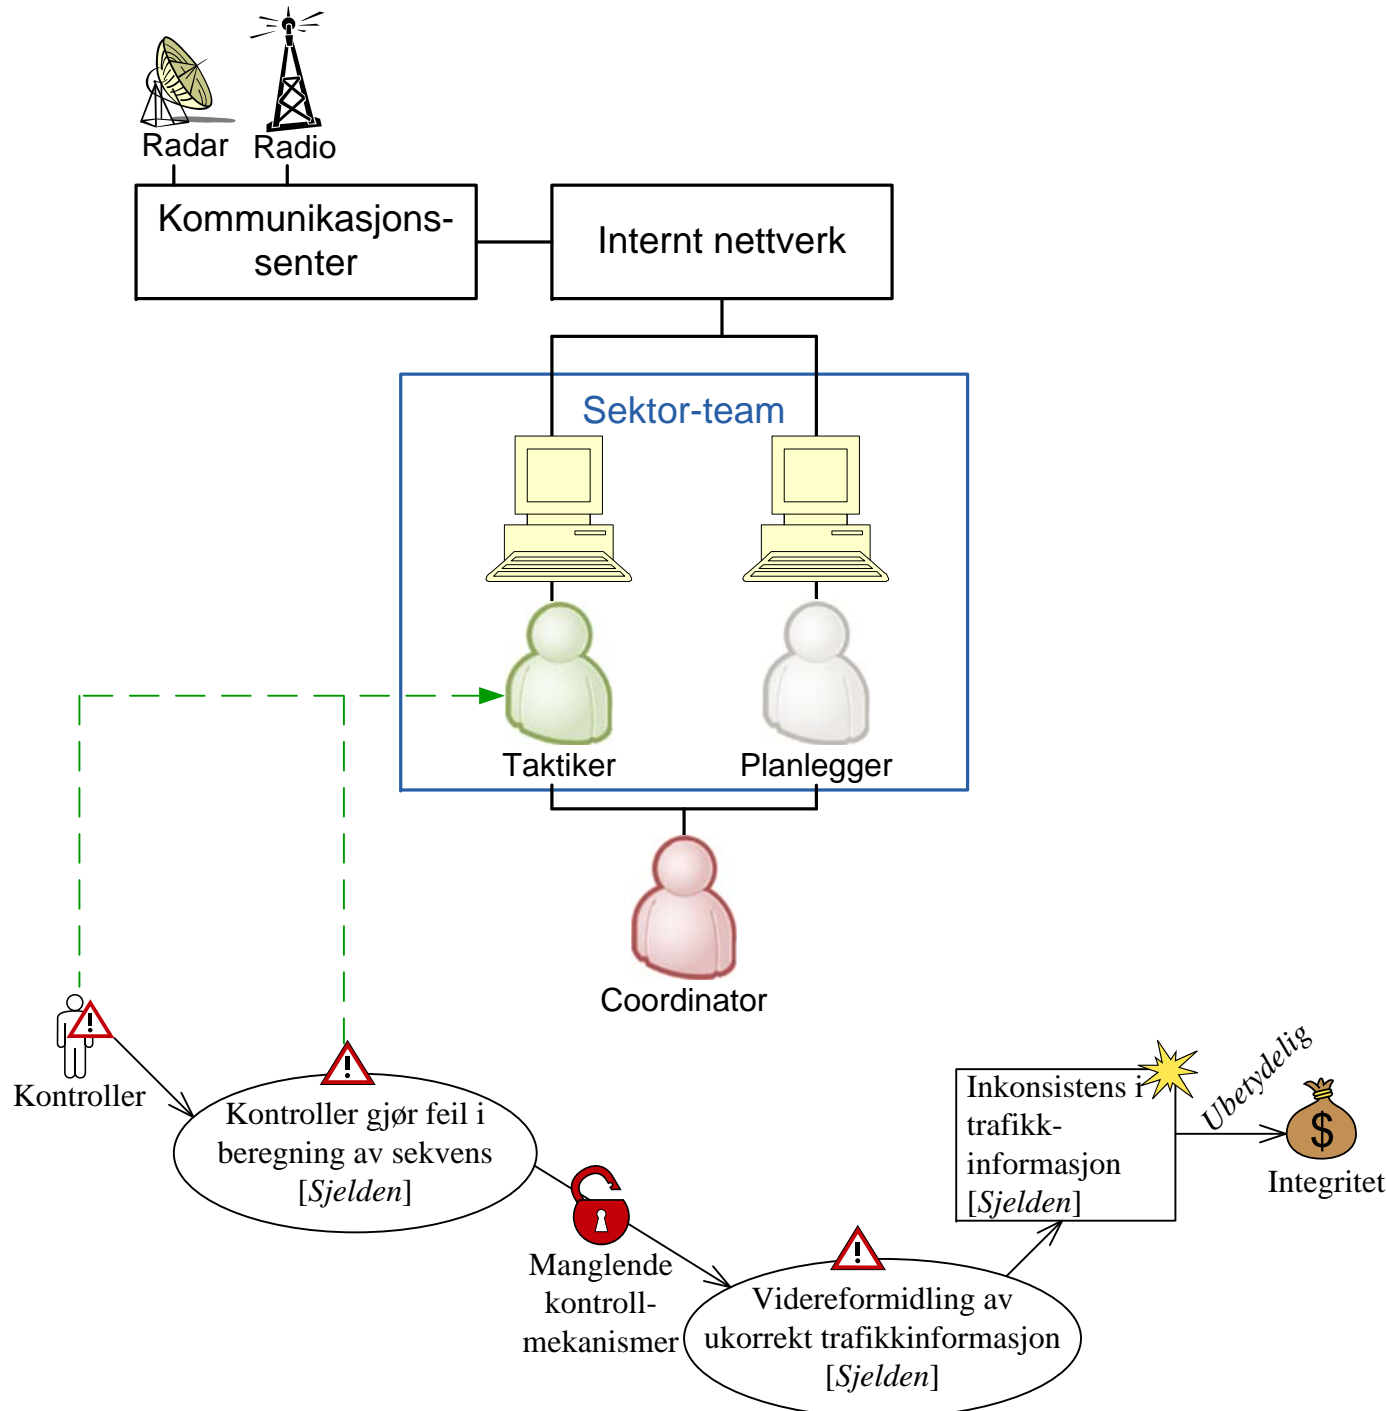 Radar
Radio
Kommunikasjons-
senter
Internt nettverk
Sektor-team
Taktiker
Planlegger
Coordinator
Kontroller
Kontroller gjør feil i
beregning av sekvens
[Sjelden]
Manglende
kontroll-
mekanismer
Videreformidling av
ukorrekt trafikkinformasjon
[Sjelden]
Inkonsistens i
trafikk-
informasjon
[Sjelden]
Ubetydelig
$
Integritet